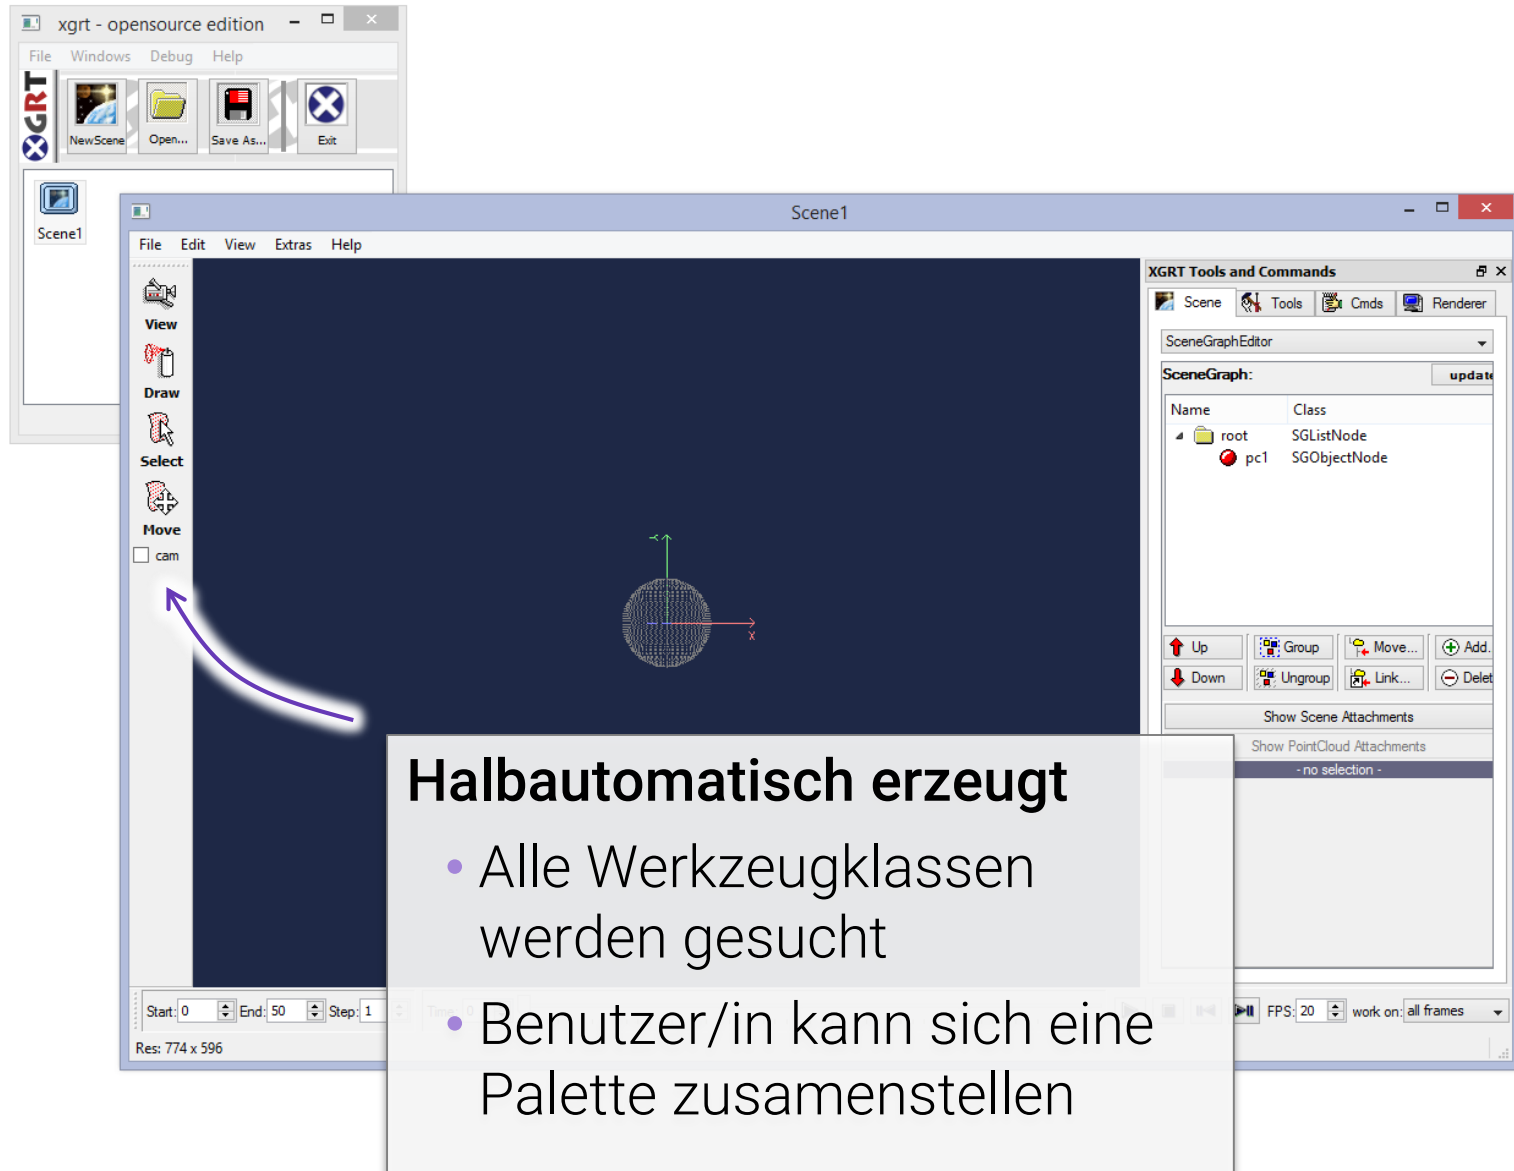 xgrt - opensource edition
File Windows Debug Help
XGRT
NewScene Open... Save As... Exit
Scene1
Scene1
File Edit View Extras Help
View
Draw
Select
Move
cam
Y
X
XGRT Tools and Commands
Scene Tools Cmds Renderer
SceneGraphEditor
SceneGraph: update
Name Class
root SGListNode
pc1 SGObjectNode
Up Group Move... Add.
Down Ungroup Link... Delet
Show Scene Attachments
Show PointCloud Attachments
- no selection -
Halbautomatisch erzeugt
• Alle Werkzeugklassen
werden gesucht
• Benutzer/in kann sich eine
Palette zusamenstellen
Start: 0 End: 50 Step: 1 Time: 0 FPS: 20 work on: all frames
Res: 774 x 596